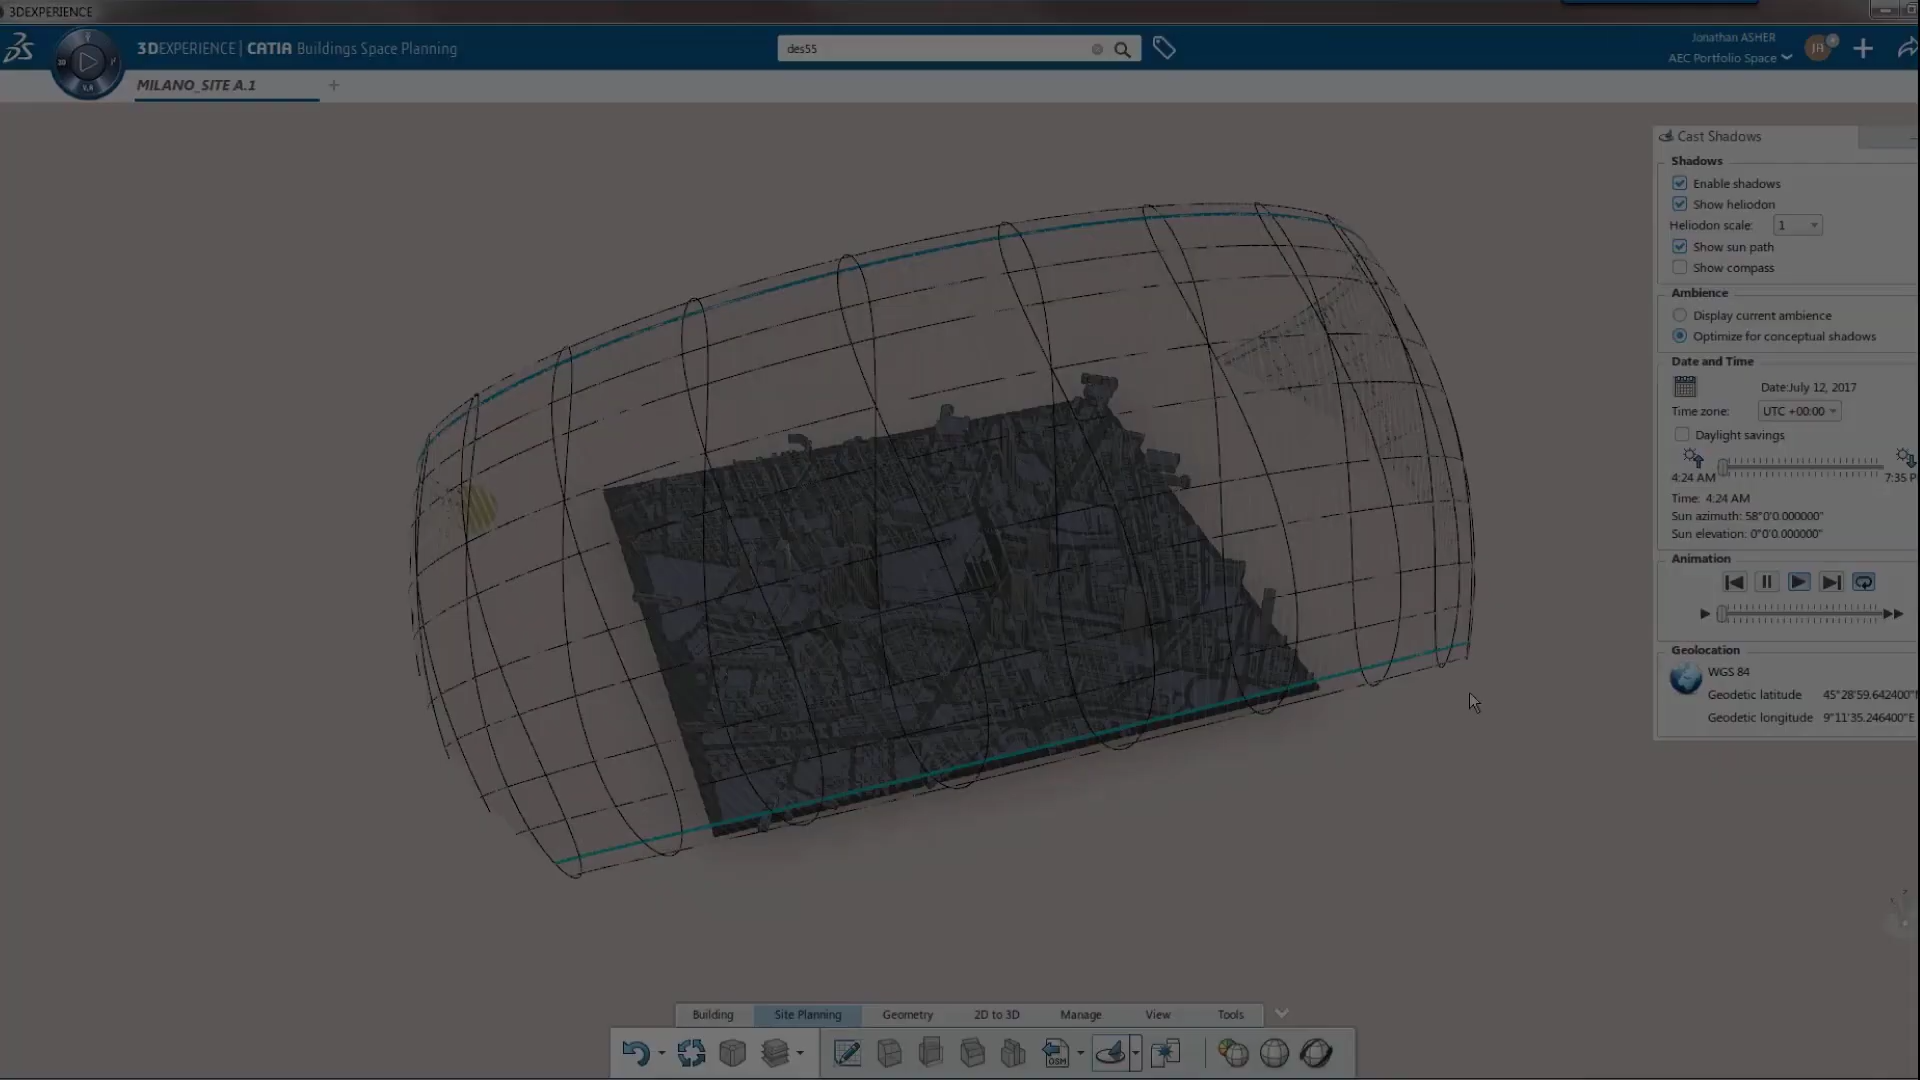 3DEXPERIENCE
3DEXPERIENCE | CATIA Buildings Space Planning
des55
Jonathan ASHER
AEC Portfolio Space
JA
MILANO_SITE A.1
Cast Shadows
Shadows
Enable shadows
Show heliodon
Heliodon scale: 1
Show sun path
Show compass
Ambience
Display current ambience
Optimize for conceptual shadows
Date and Time
Date:July 12, 2017
Time zone: UTC +00:00
Daylight savings
4:24 AM 7:35 P
Time: 4:24 AM
Sun azimuth: 58°0'0.000000"
Sun elevation: 0°0'0.000000"
Animation
Geolocation
WGS 84
Geodetic latitude 45°28'59.642400"N
Geodetic longitude 9°11'35.246400"E
Building Site Planning Geometry 2D to 3D Manage View Tools
OSM